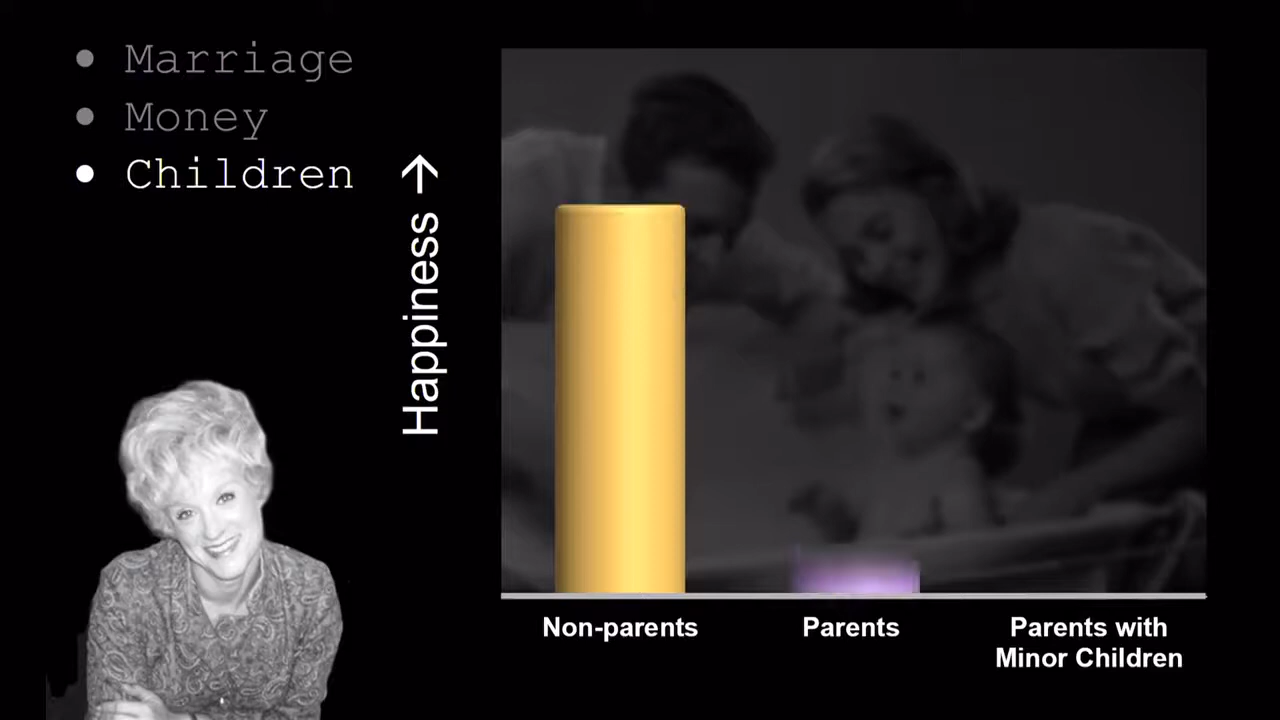 Marriage
Money
Children
Happiness →
Non-parents
Parents
Parents with
Minor Children